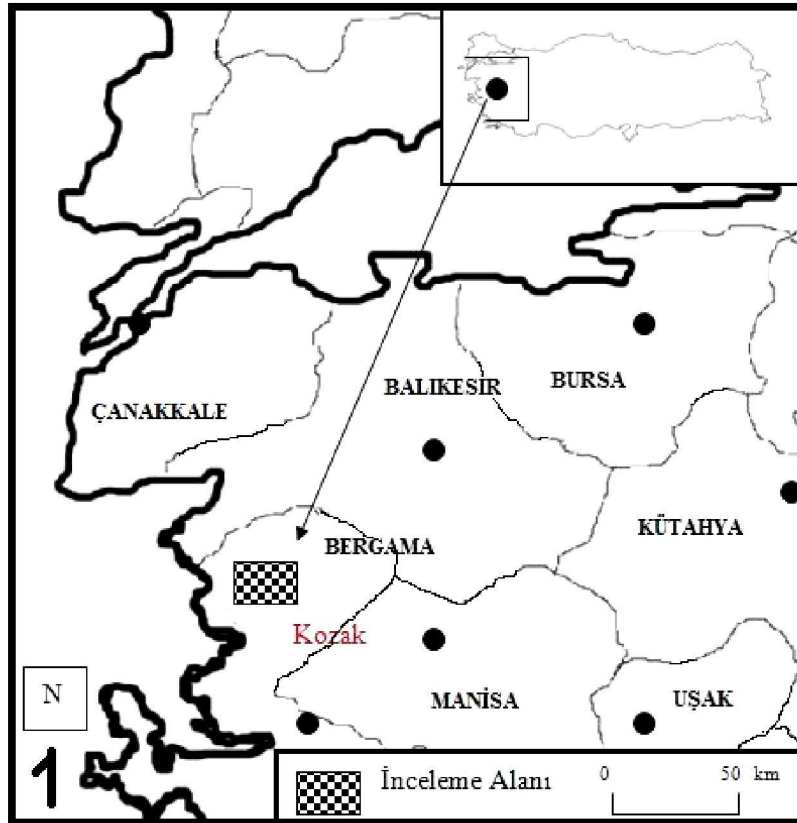 BURSA
BALIKESİR
ÇANAKKALE
KÜTAHYA
BERGAMA
Kozak
N
MANİSA
UŞAK
1
İnceleme Alanı
0 50 km